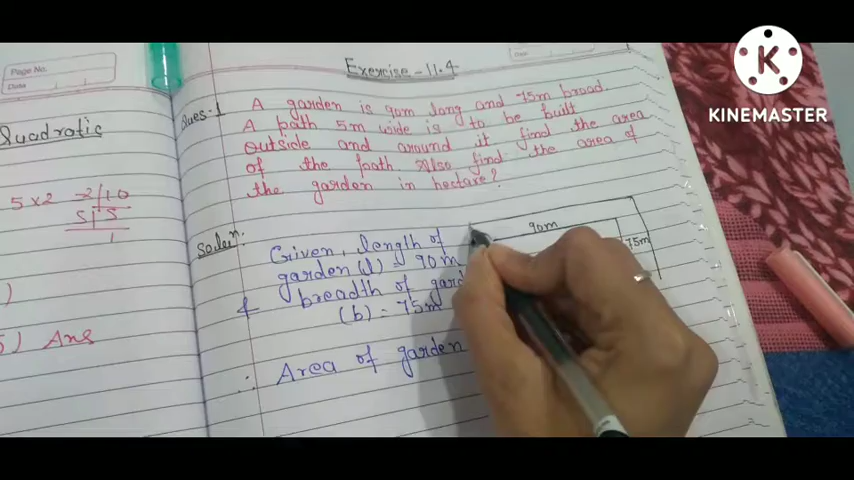 Page No.
Date
Quadratic
5 x 2
)
5) Ans
Exercise - 11.4
Ques-1 A garden is 90m long and 75m broad.
A path 5m wide is to be built
outside and around it find the area
of the path Also find the area of
the garden in hectare?
Given, length of
garden (l) = 90m
& breadth of
(b) = 75m
∴ Area of garden
90m
75m
K
KINEMASTER